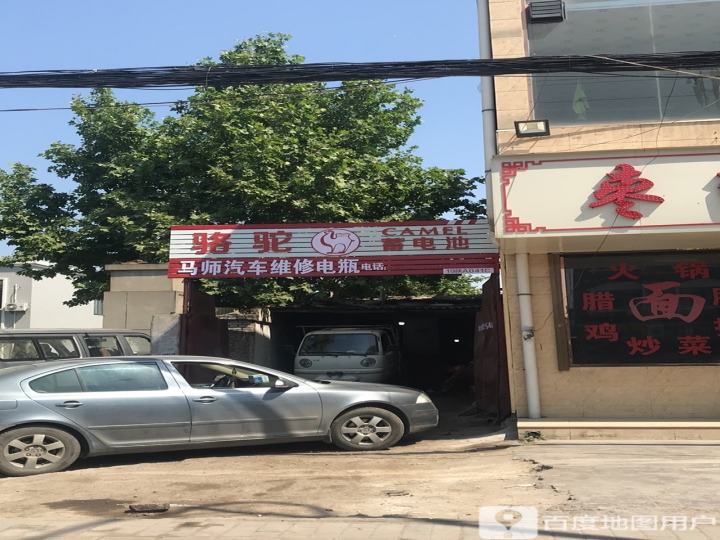 骆驼 CAMEL
蓄电池
马师汽车维修电瓶 电话:
枣
火锅
腊面
鸡炒菜
百度地图用户